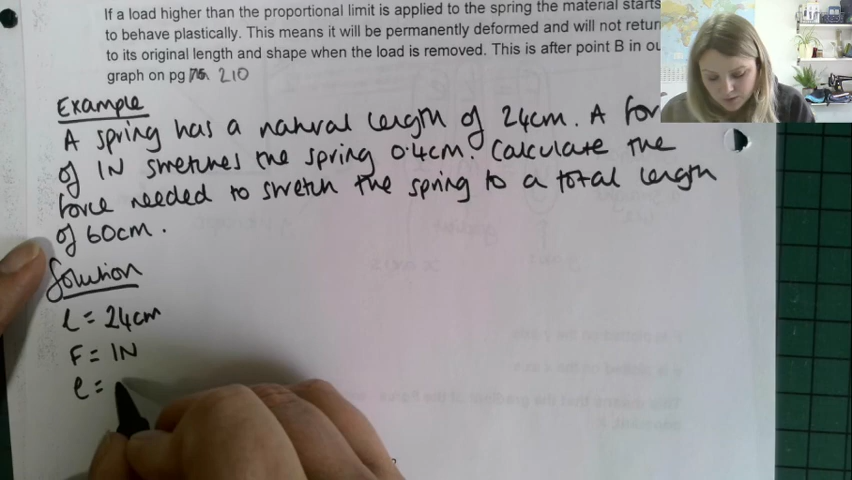 If a load higher than the proportional limit is applied to the spring the material starts
to behave plastically. This means it will be permanently deformed and will not retur
to its original length and shape when the load is removed. This is after point B in ou
graph on pg 210
Example
A spring has a natural length of 24cm. A for
of 1N stretches the spring 0.4cm. Calculate the
force needed to stretch the spring to a total length
of 60cm.
Solution
l = 24cm
F = 1N
e =